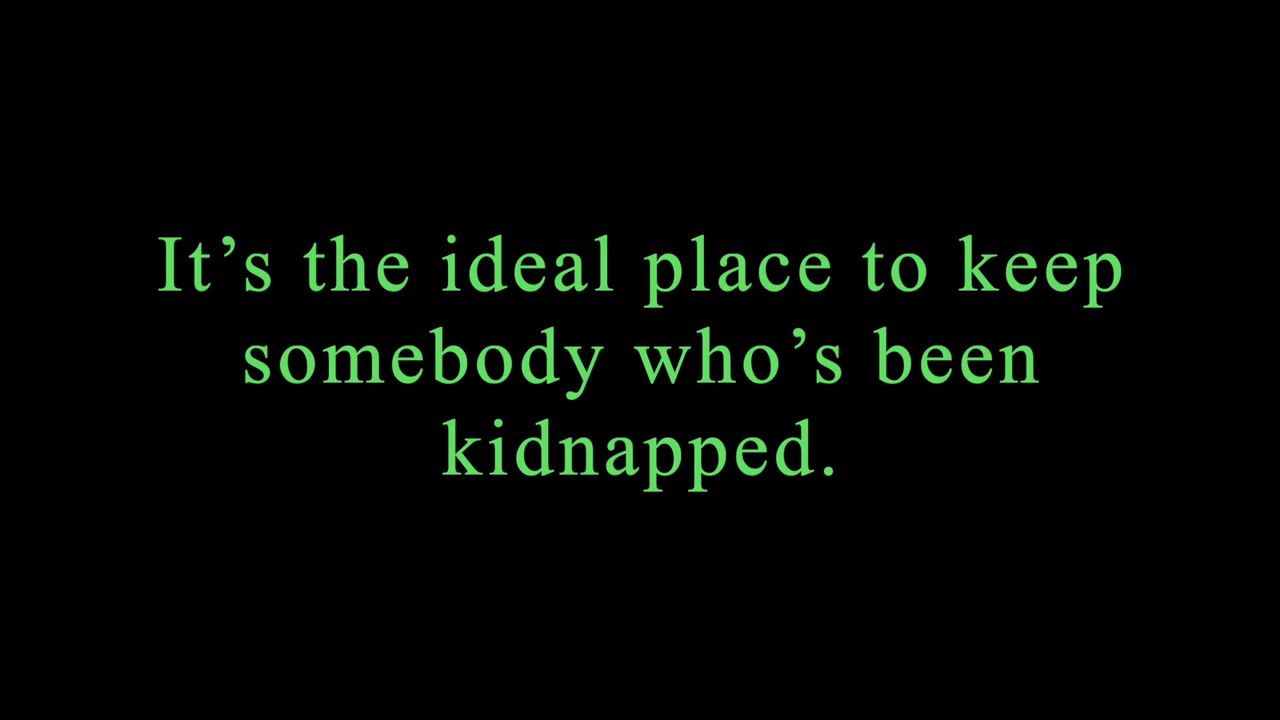 It’s the ideal place to keep
somebody who’s been
kidnapped.